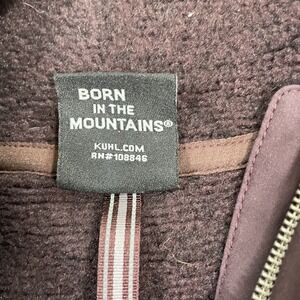 BORN
IN THE
MOUNTAINS®
KUHL.COM
RN#108846